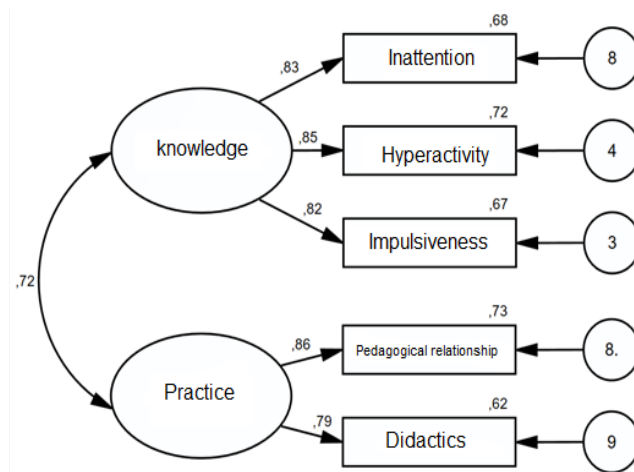 ,68
Inattention
8
,83
,72
knowledge
,85
Hyperactivity
4
,82
,67
Impulsiveness
3
,72
,73
,86
Pedagogical relationship
8.
Practice
,62
,79
Didactics
9